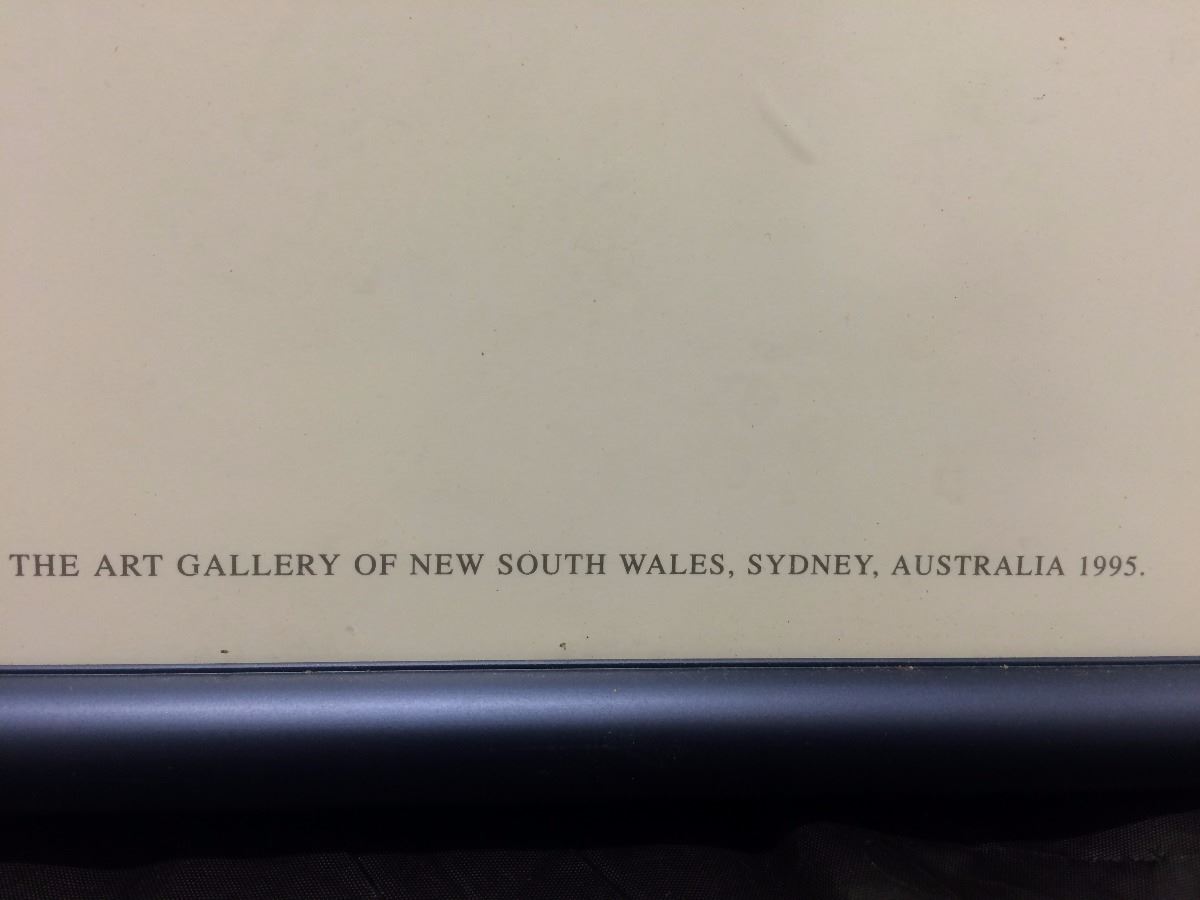 THE ART GALLERY OF NEW SOUTH WALES, SYDNEY, AUSTRALIA 1995.